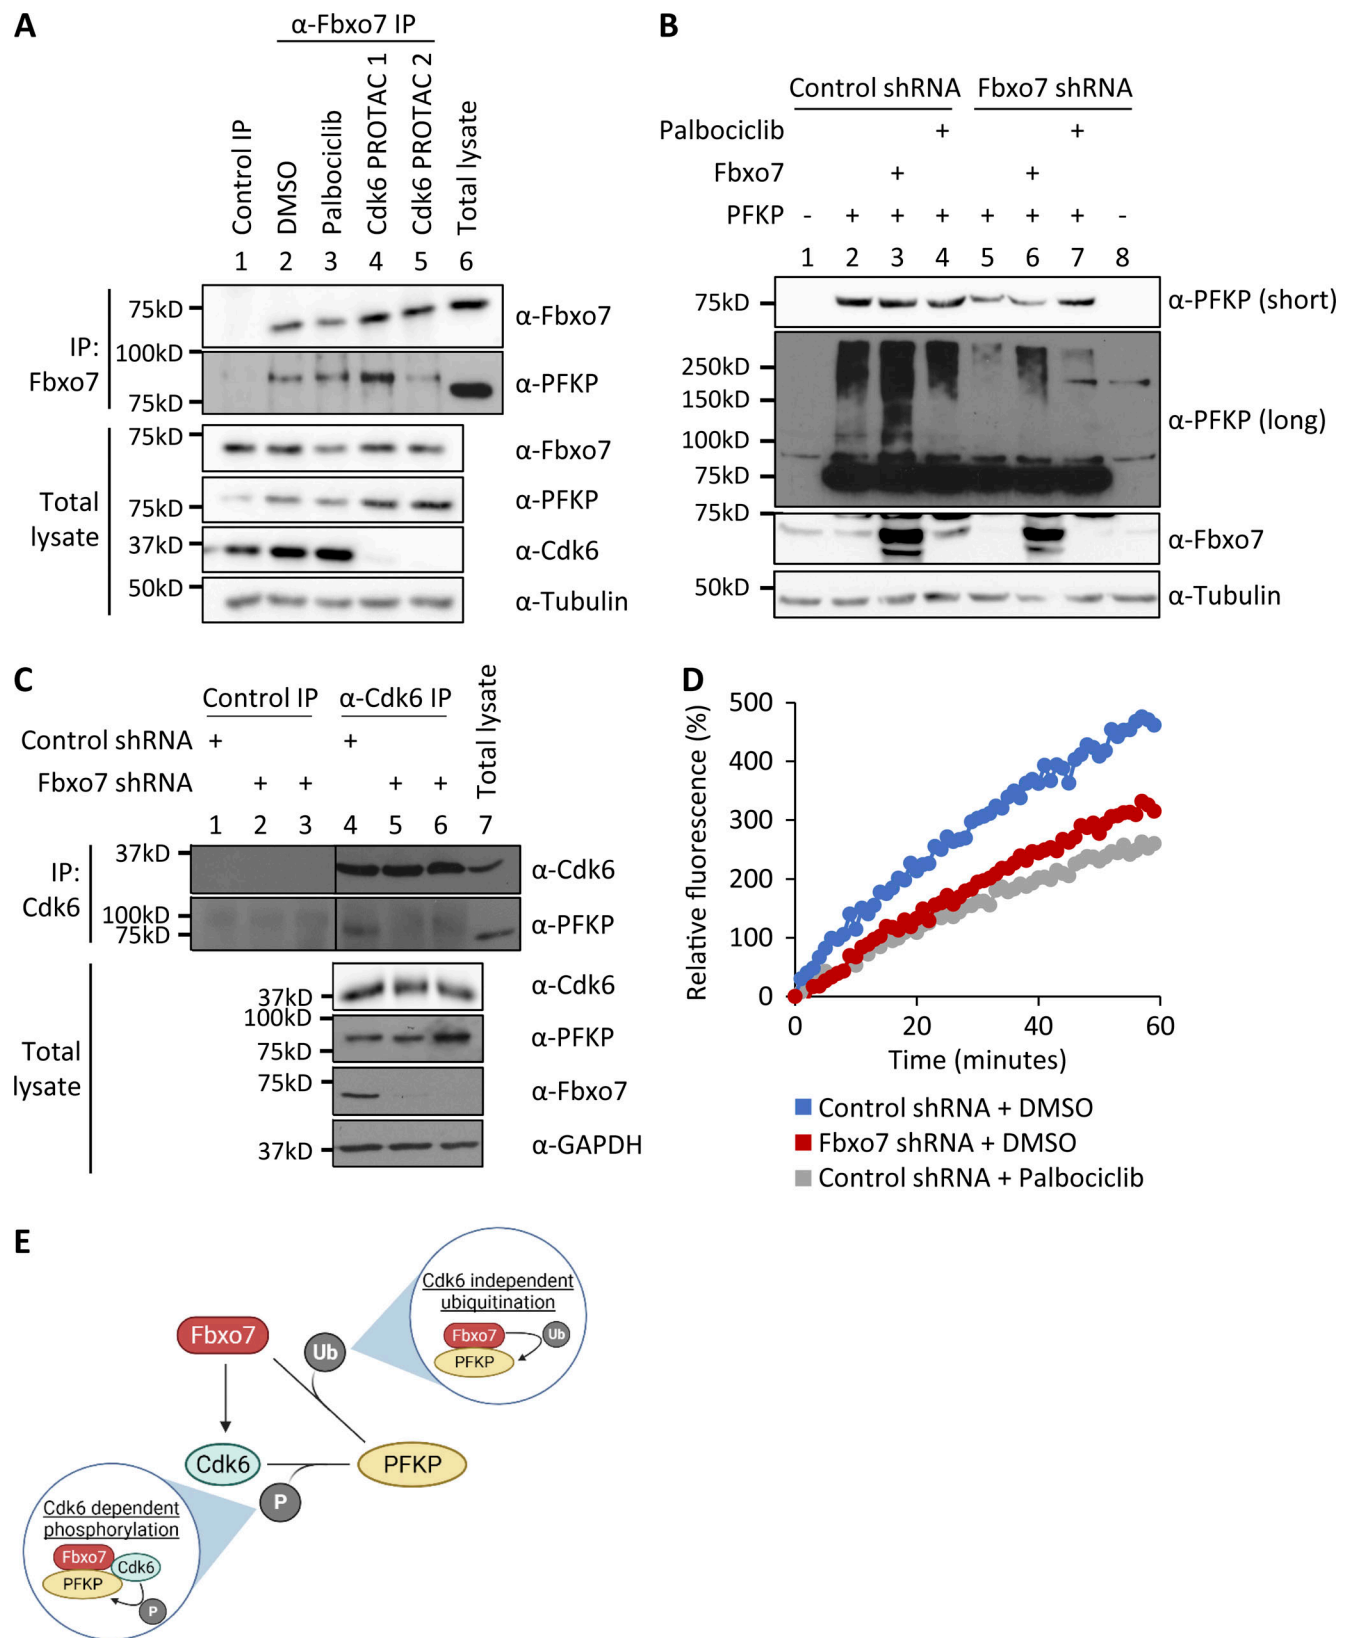 A
α-Fbxo7 IP
Control IP
DMSO
Palbociclib
Cdk6 PROTAC 1
Cdk6 PROTAC 2
Total lysate
1 2 3 4 5 6
IP:
Fbxo7
75kD
α-Fbxo7
100kD
75kD
α-PFKP
Total
lysate
75kD
α-Fbxo7
75kD
α-PFKP
37kD
α-Cdk6
50kD
α-Tubulin
B
Control shRNA Fbxo7 shRNA
Palbociclib + +
Fbxo7 + +
PFKP - + + + + + + -
1 2 3 4 5 6 7 8
75kD
α-PFKP (short)
250kD
150kD
100kD
75kD
α-PFKP (long)
75kD
α-Fbxo7
50kD
α-Tubulin
C
Control IP α-Cdk6 IP
Total lysate
Control shRNA + +
Fbxo7 shRNA + + + +
1 2 3 4 5 6 7
IP:
Cdk6
37kD
α-Cdk6
100kD
75kD
α-PFKP
Total
lysate
37kD
α-Cdk6
100kD
75kD
α-PFKP
75kD
α-Fbxo7
37kD
α-GAPDH
D
Relative fluorescence (%)
500
400
300
200
100
0
0 20 40 60
Time (minutes)
Control shRNA + DMSO
Fbxo7 shRNA + DMSO
Control shRNA + Palbociclib
E
Cdk6 independent
ubiquitination
Fbxo7
Ub
PFKP
Fbxo7
Ub
Cdk6
PFKP
P
Cdk6 dependent
phosphorylation
Fbxo7
Cdk6
PFKP
P